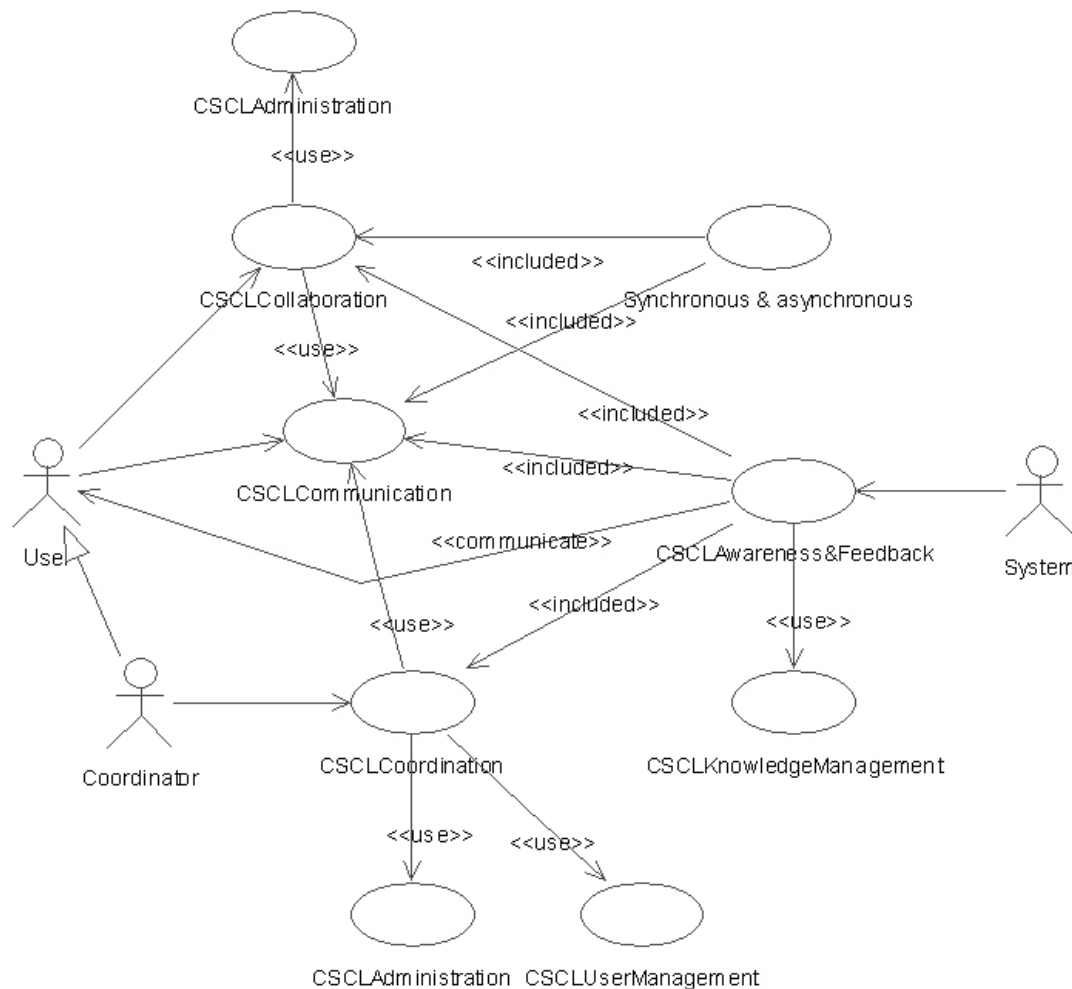 CSCLAdministration
<<use>>
<<included>>
CSCLCollaboration
Synchronous & asynchronous
<<included>>
<<use>>
<<included>>
<<included>>
CSCLCommunication
<<communicate>>
CSCLAwareness&Feedback
Use
System
<<included>>
<<use>>
<<use>>
CSCLCoordination
CSCLKnowledgeManagement
Coordinator
<<use>>
<<use>>
CSCLAdministration
CSCLUserManagement